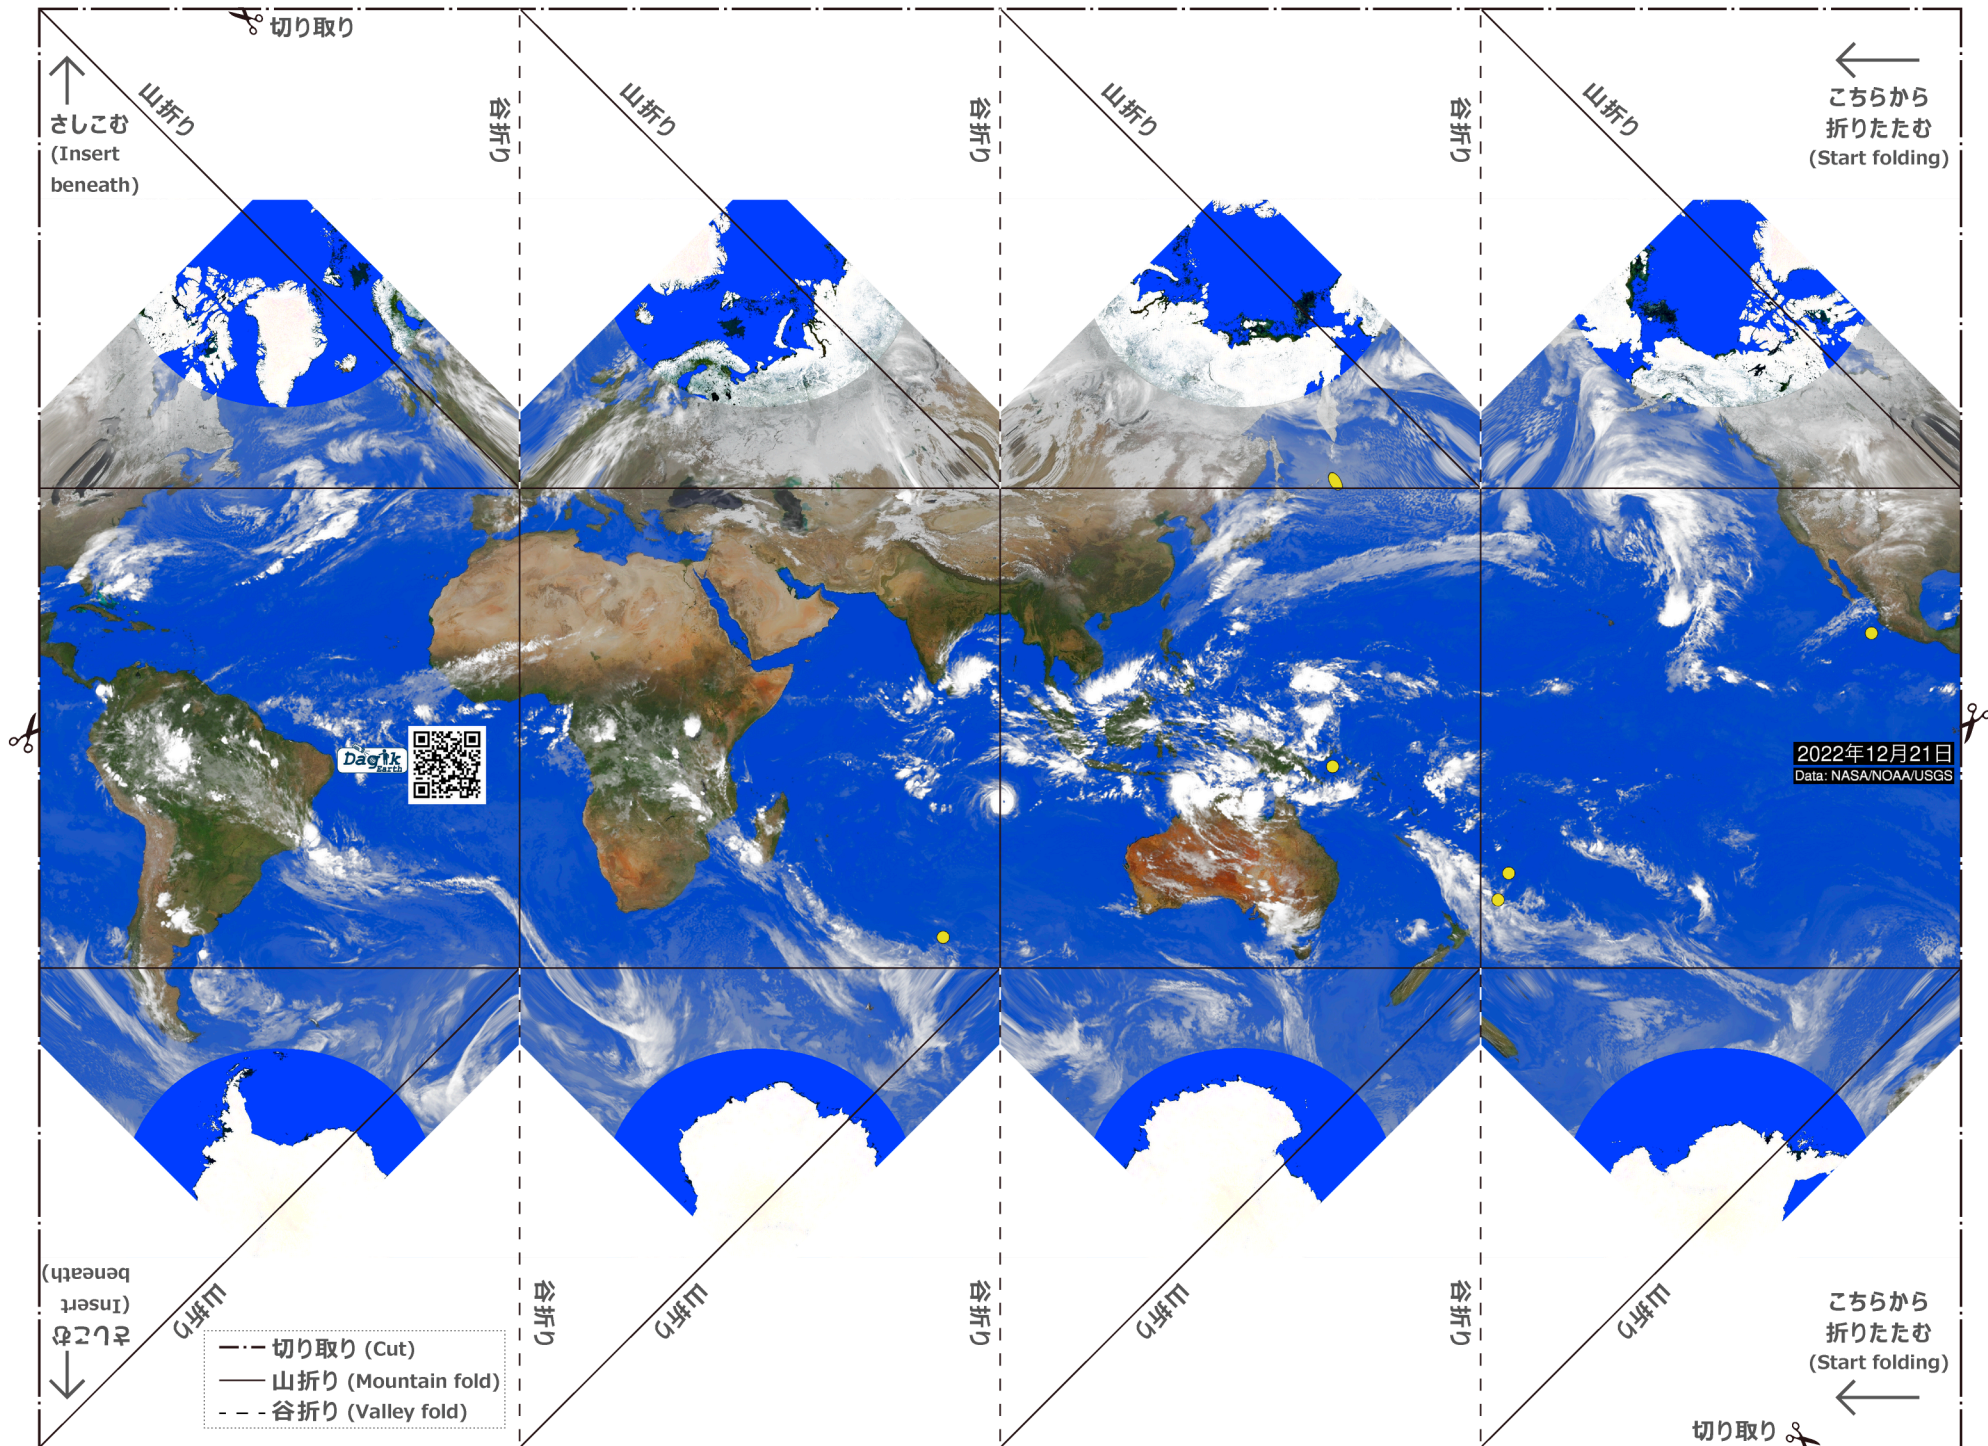 切り取り
さしこむ
(Insert
beneath)
山折り
谷折り
山折り
谷折り
山折り
谷折り
山折り
こちらから
折りたたむ
(Start folding)
Dagik
Earth
2022年12月21日
Data: NASA/NOAA/USGS
さしこむ
(Insert
beneath)
山折り
谷折り
山折り
谷折り
山折り
谷折り
山折り
こちらから
折りたたむ
(Start folding)
切り取り (Cut)
山折り (Mountain fold)
谷折り (Valley fold)
切り取り